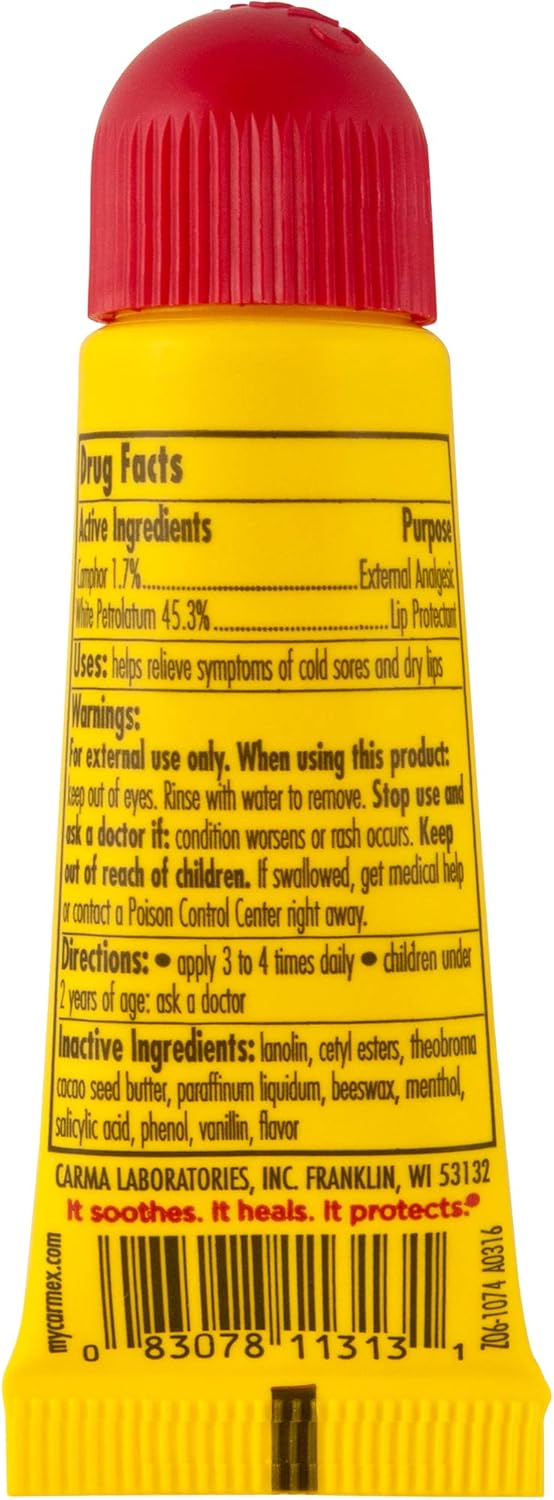 Drug Facts
Active Ingredients Purpose
Camphor 1.7%........................................External Analgesic
White Petrolatum 45.3%................................Lip Protectant
Uses: helps relieve symptoms of cold sores and dry lips
Warnings:
For external use only. When using this product:
keep out of eyes. Rinse with water to remove. Stop use and
ask a doctor if: condition worsens or rash occurs. Keep
out of reach of children. If swallowed, get medical help
or contact a Poison Control Center right away.
Directions: • apply 3 to 4 times daily • children under
2 years of age: ask a doctor
Inactive Ingredients: lanolin, cetyl esters, theobroma
cacao seed butter, paraffinum liquidum, beeswax, menthol,
salicylic acid, phenol, vanillin, flavor
CARMA LABORATORIES, INC. FRANKLIN, WI 53132
It soothes. It heals. It protects.®
mycarmex.com
0 83078 11313 1
Z06-1074 A0316